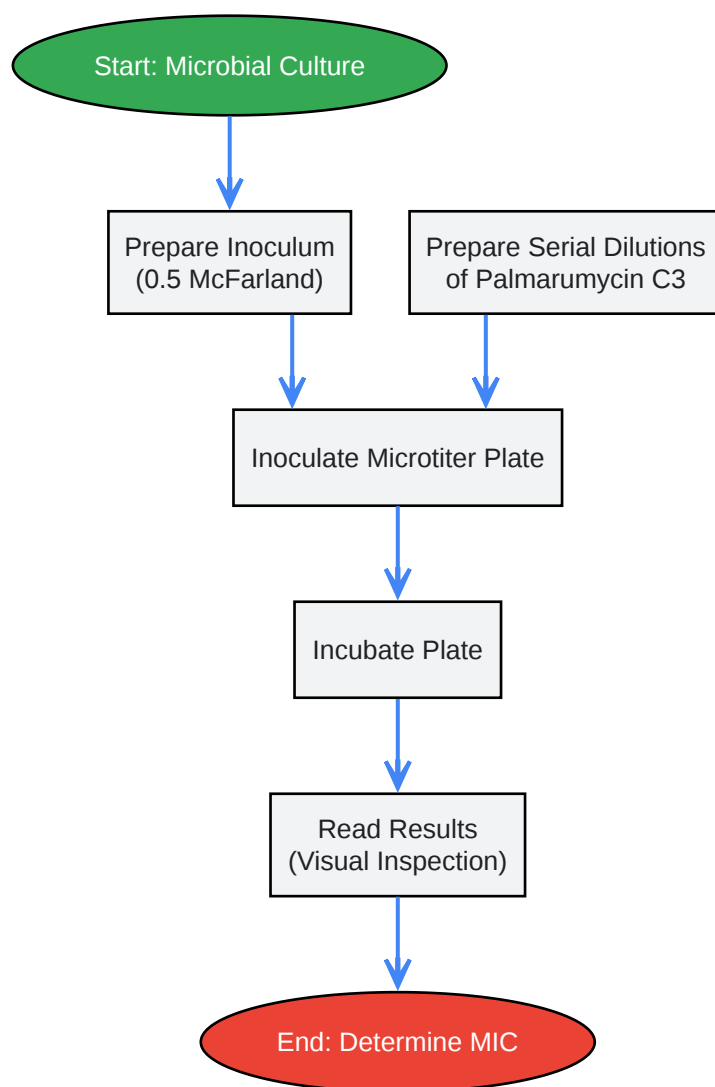 Start: Microbial Culture
Prepare Inoculum
(0.5 McFarland)
Prepare Serial Dilutions
of Palmarumycin C3
Inoculate Microtiter Plate
Incubate Plate
Read Results
(Visual Inspection)
End: Determine MIC